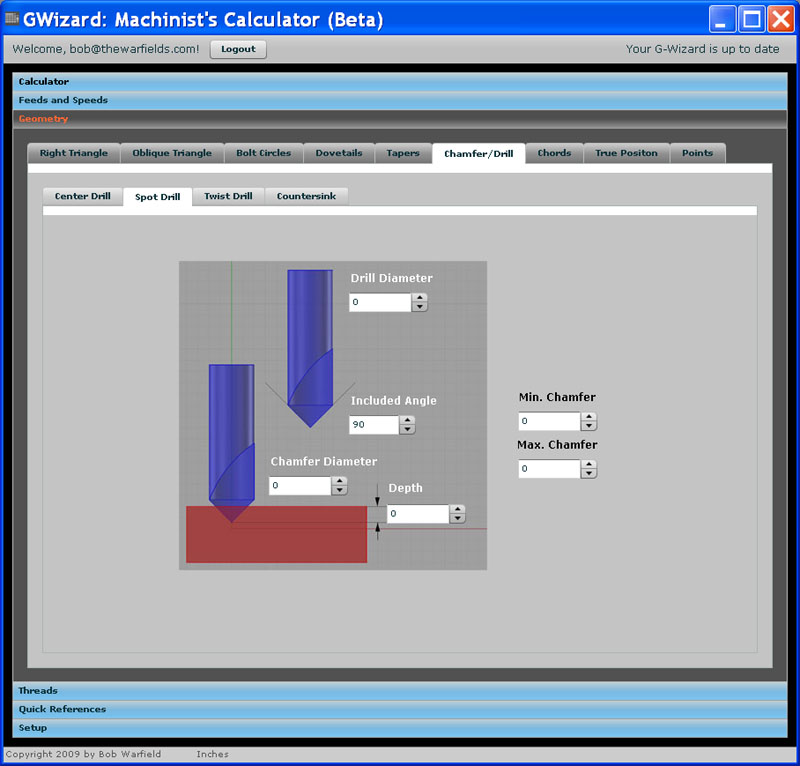 GWizard: Machinist's Calculator (Beta)
Welcome, bob@thewarfields.com! Logout Your G-Wizard is up to date
Calculator
Feeds and Speeds
Geometry
Right Triangle Oblique Triangle Bolt Circles Dovetails Tapers Chamfer/Drill Chords True Positon Points
Center Drill Spot Drill Twist Drill Countersink
Drill Diameter
0
Included Angle
90
Min. Chamfer
0
Max. Chamfer
0
Chamfer Diameter
0
Depth
0
Threads
Quick References
Setup
Copyright 2009 by Bob Warfield Inches